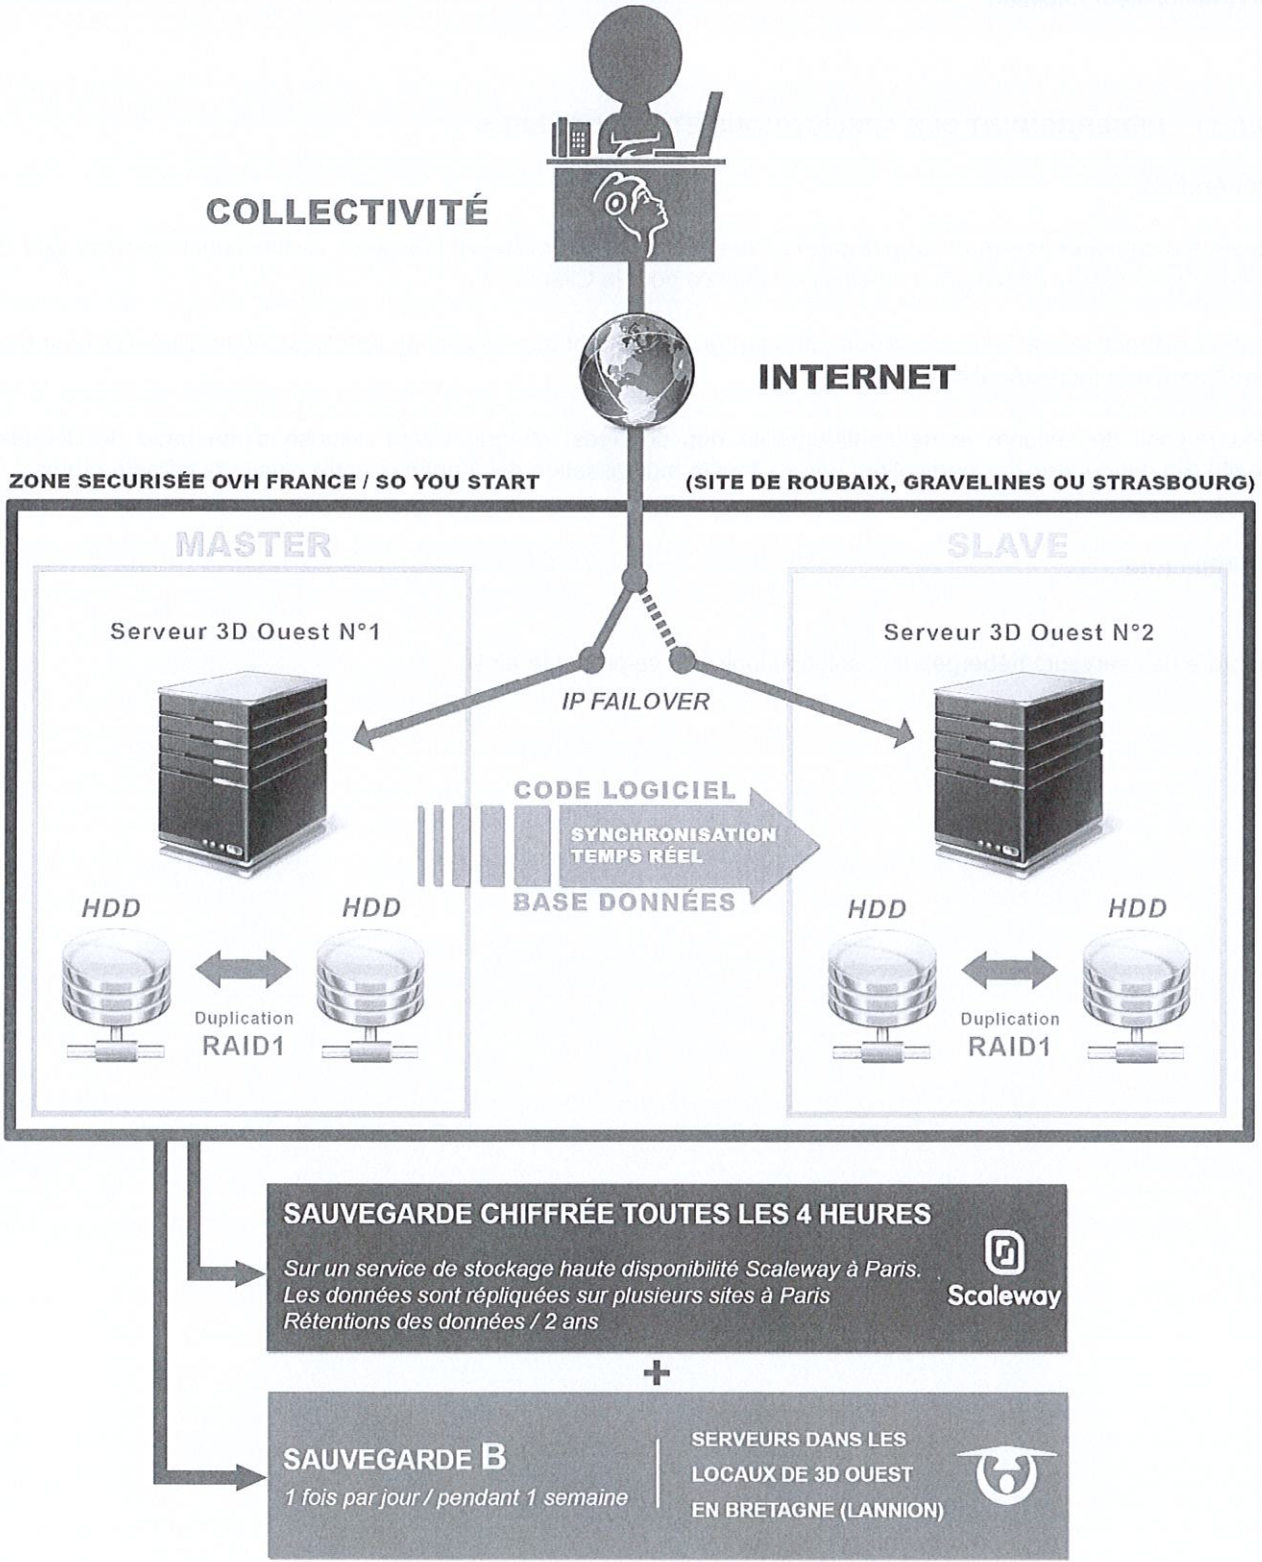 COLLECTIVITÉ
INTERNET
ZONE SECURISÉE OVH FRANCE / SO YOU START
(SITE DE ROUBAIX, GRAVELINES OU STRASBOURG)
MASTER
SLAVE
Serveur 3D Ouest N°1
Serveur 3D Ouest N°2
IP FAILOVER
CODE LOGICIEL
SYNCHRONISATION
TEMPS RÉEL
BASE DONNÉES
HDD
HDD
Duplication
RAID1
HDD
HDD
Duplication
RAID1
SAUVEGARDE CHIFFRÉE TOUTES LES 4 HEURES
Sur un service de stockage haute disponibilité Scaleway à Paris.
Les données sont répliquées sur plusieurs sites à Paris
Rétentions des données / 2 ans
Scaleway
+
SAUVEGARDE B
1 fois par jour / pendant 1 semaine
SERVEURS DANS LES
LOCAUX DE 3D OUEST
EN BRETAGNE (LANNION)